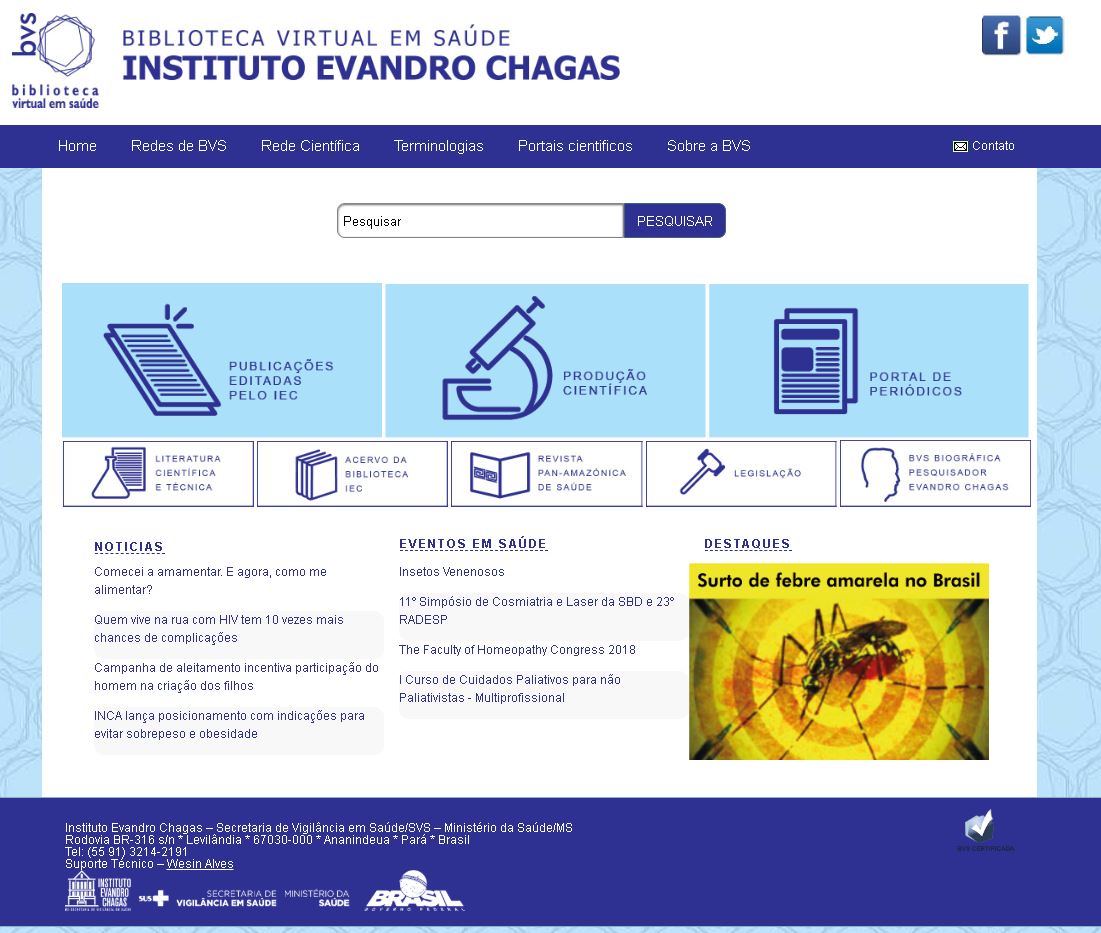 bvs
biblioteca
virtual em saúde
BIBLIOTECA VIRTUAL EM SAÚDE
INSTITUTO EVANDRO CHAGAS
Home
Redes de BVS
Rede Científica
Terminologias
Portais cientificos
Sobre a BVS
Contato
Pesquisar
PESQUISAR
PUBLICAÇÕES
EDITADAS
PELO IEC
PRODUÇÃO
CIENTÍFICA
PORTAL DE
PERIÓDICOS
LITERATURA
CIENTÍFICA
E TÉCNICA
ACERVO DA
BIBLIOTECA
IEC
REVISTA
PAN-AMAZÔNICA
DE SAÚDE
LEGISLAÇÃO
BVS BIOGRÁFICA
PESQUISADOR
EVANDRO CHAGAS
NOTICIAS
Comecei a amamentar. E agora, como me
alimentar?
Quem vive na rua com HIV tem 10 vezes mais
chances de complicações
Campanha de aleitamento incentiva participação do
homem na criação dos filhos
INCA lança posicionamento com indicações para
evitar sobrepeso e obesidade
EVENTOS EM SAÚDE
Insetos Venenosos
11º Simpósio de Cosmiatria e Laser da SBD e 23º
RADESP
The Faculty of Homeopathy Congress 2018
I Curso de Cuidados Paliativos para não
Paliativistas - Multiprofissional
DESTAQUES
Surto de febre amarela no Brasil
Instituto Evandro Chagas – Secretaria de Vigilância em Saúde/SVS – Ministério da Saúde/MS
Rodovia BR-316 s/n * Levilândia * 67030-000 * Ananindeua * Pará * Brasil
Tel: (55 91) 3214-2191
Suporte Técnico – Wesin Alves
INSTITUTO
EVANDRO
CHAGAS
SUS
SECRETARIA DE
VIGILÂNCIA EM SAÚDE
MINISTÉRIO DA
SAÚDE
BRASIL
GOVERNO FEDERAL
BVS CERTIFICADA